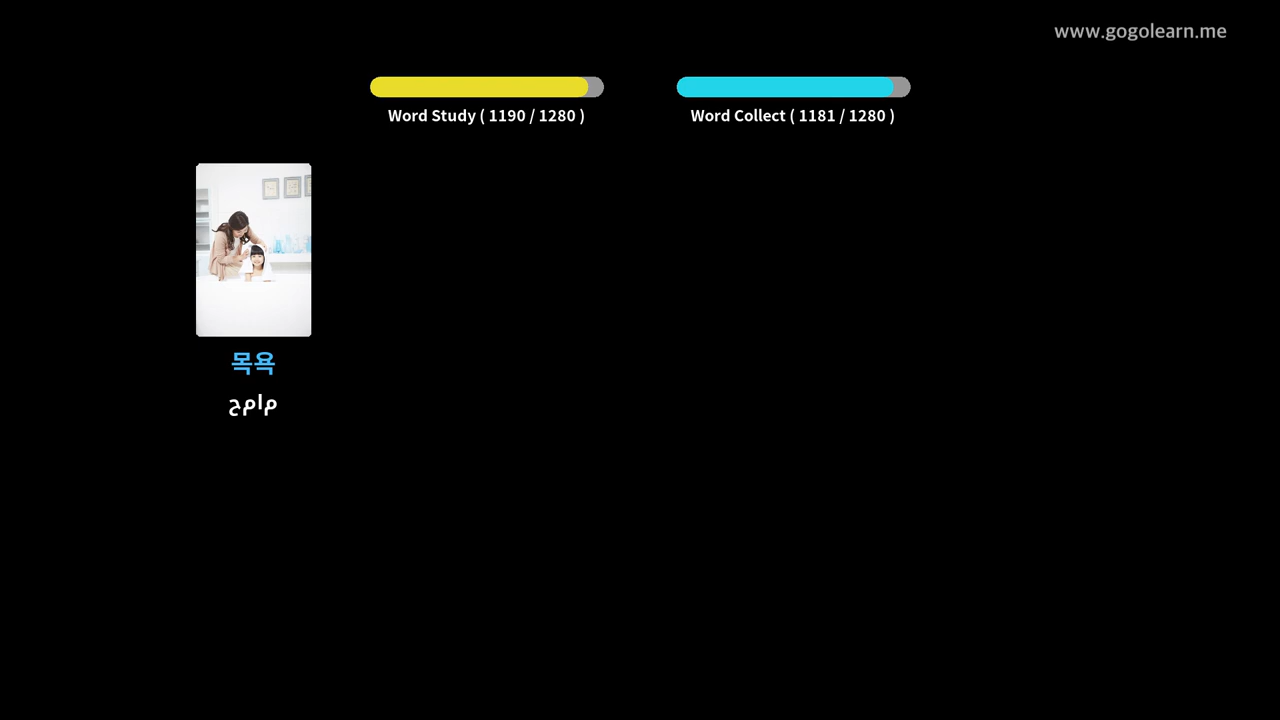 www.gogolearn.me
Word Study ( 1190 / 1280 )
Word Collect ( 1181 / 1280 )
목욕
حمام